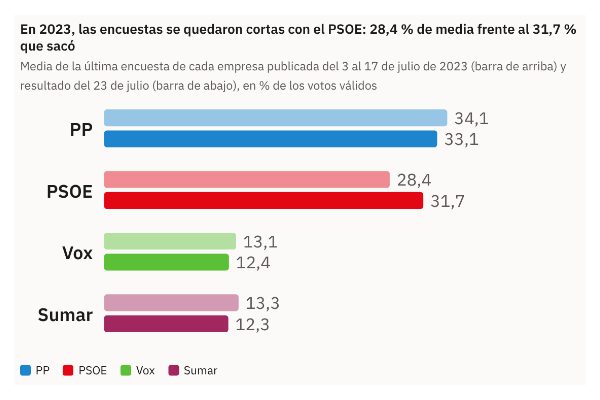 En 2023, las encuestas se quedaron cortas con el PSOE: 28,4 % de media frente al 31,7 %
que sacó
Media de la última encuesta de cada empresa publicada del 3 al 17 de julio de 2023 (barra de arriba) y
resultado del 23 de julio (barra de abajo), en % de los votos válidos
PP
34,1
33,1
PSOE
28,4
31,7
Vox
13,1
12,4
Sumar
13,3
12,3
PP PSOE Vox Sumar